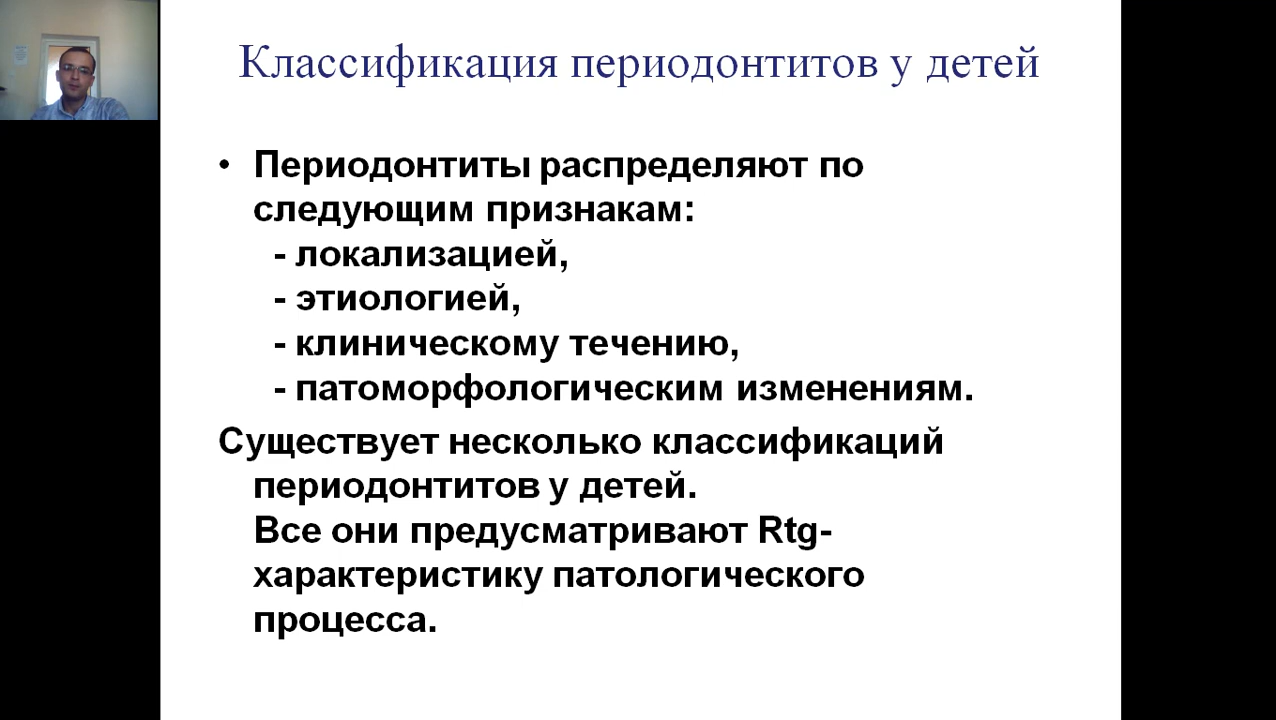 Классификация периодонтитов у детей
• Периодонтиты распределяют по
следующим признакам:
- локализацией,
- этиологией,
- клиническому течению,
- патоморфологическим изменениям.
Существует несколько классификаций
периодонтитов у детей.
Все они предусматривают Rtg-
характеристику патологического
процесса.